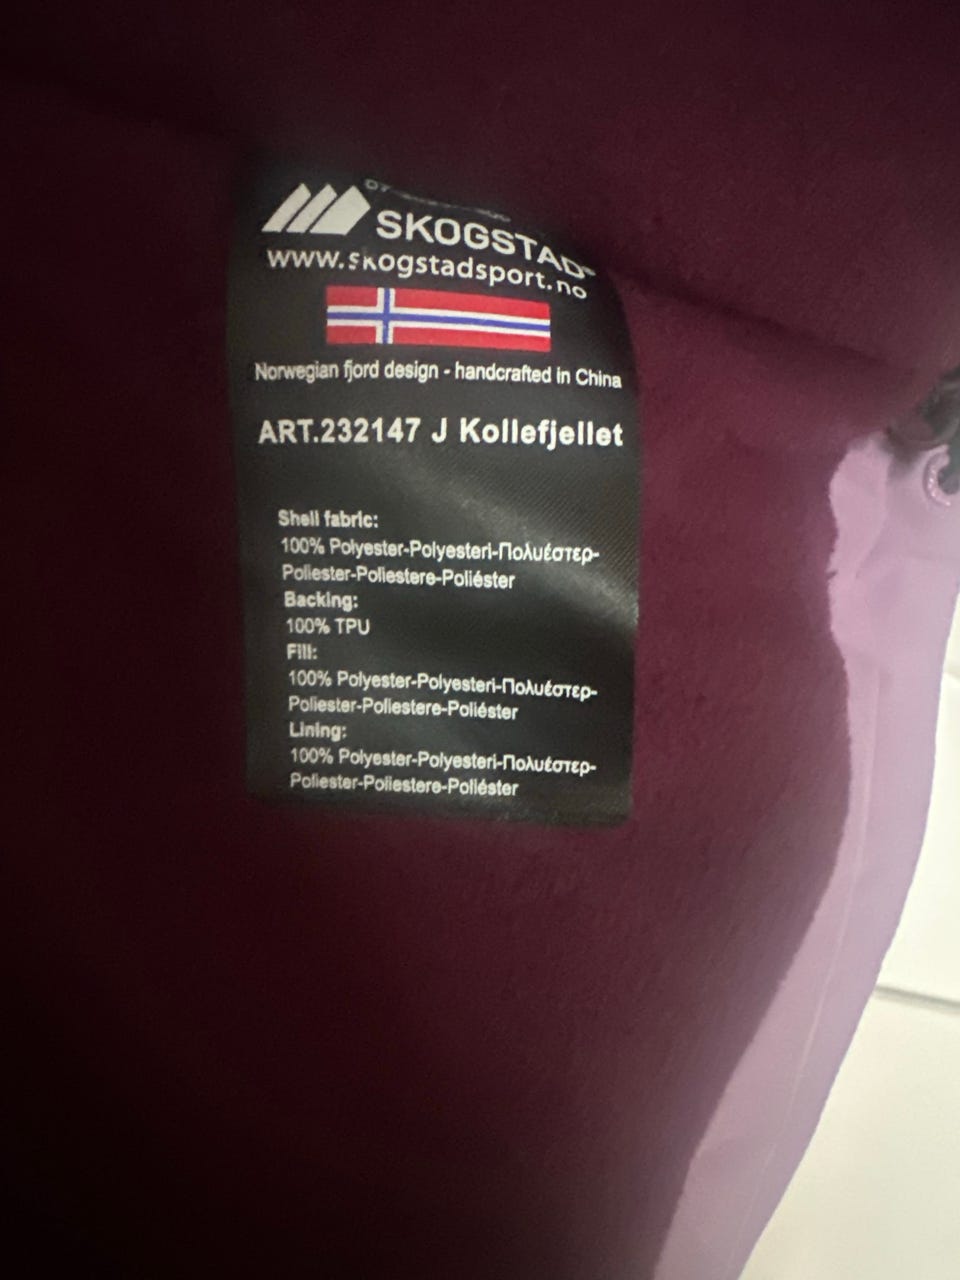 SKOGSTAD
www.skogstadsport.no
Norwegian fjord design - handcrafted in China
ART.232147 J Kollefjellet
Shell fabric:
100% Polyester-Polyesteri-Πολυέστερ-
Poliester-Poliestere-Poliéster
Backing:
100% TPU
Fill:
100% Polyester-Polyesteri-Πολυέστερ-
Poliester-Poliestere-Poliéster
Lining:
100% Polyester-Polyesteri-Πολυέστερ-
Poliester-Poliestere-Poliéster